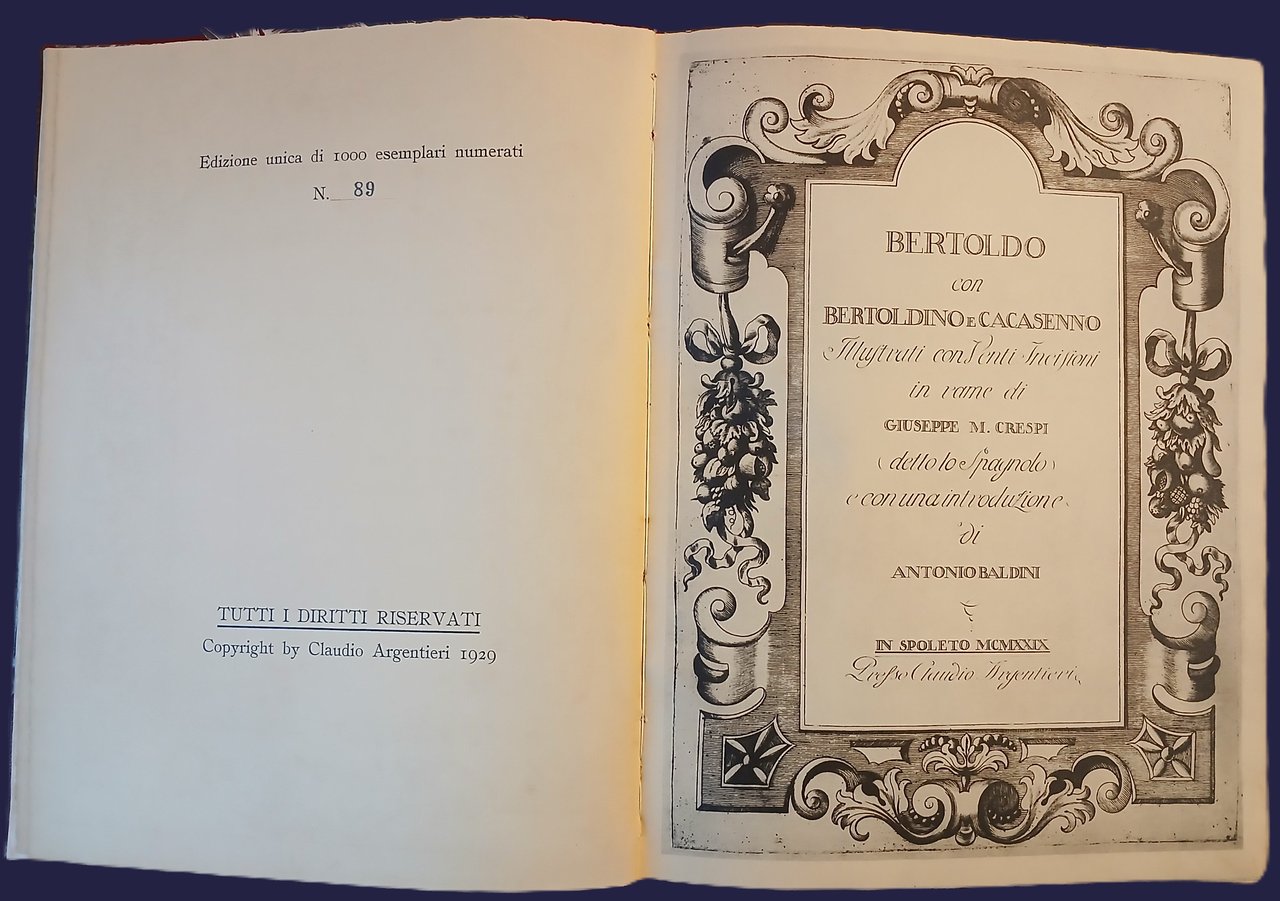 Edizione unica di 1000 esemplari numerati
N. 89
TUTTI I DIRITTI RISERVATI
Copyright by Claudio Argentieri 1929
BERTOLDO
con
BERTOLDINO E CACASENNO
Illuſtrati con Venti Inciſioni
in rame di
GIUSEPPE M. CRESPI
(detto lo Spagnolo)
e con una introduzione
di
ANTONIO BALDINI
IN SPOLETO MCMXXIX
Preſso Claudio Argentieri